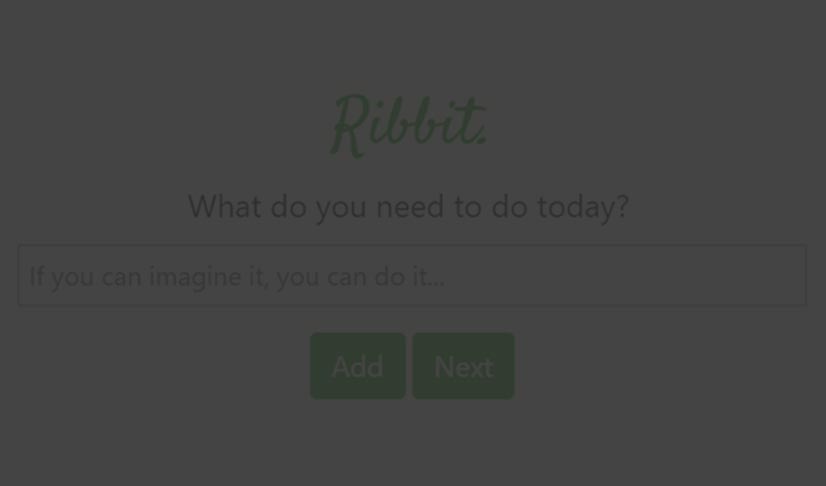 Ribbit.
What do you need to do today?
If you can imagine it, you can do it...
Add Next